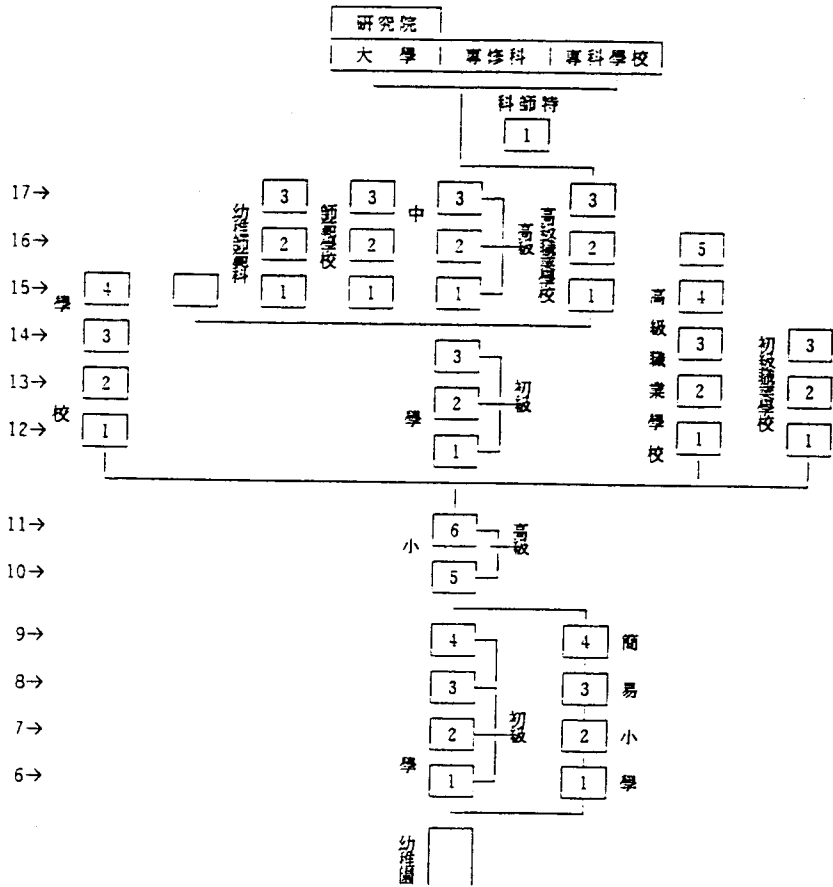 研究院
大學 專修科 專科學校
特師科
1
17→ 3 3 3 3
16→ 2 2 2 2 5
15→ 4 1 1 1 1 4
幼稚師範科
師範學校
中
高級
高級職業學校
14→ 3 3 3 3
13→ 2 2 2 2
12→ 1 1 1 1
學校
學
初級
高級職業學校
初級職業學校
11→ 6
10→ 5
小
高級
9→ 4 4
8→ 3 3
7→ 2 2
6→ 1 1
學
初級
簡易小學
幼稚園